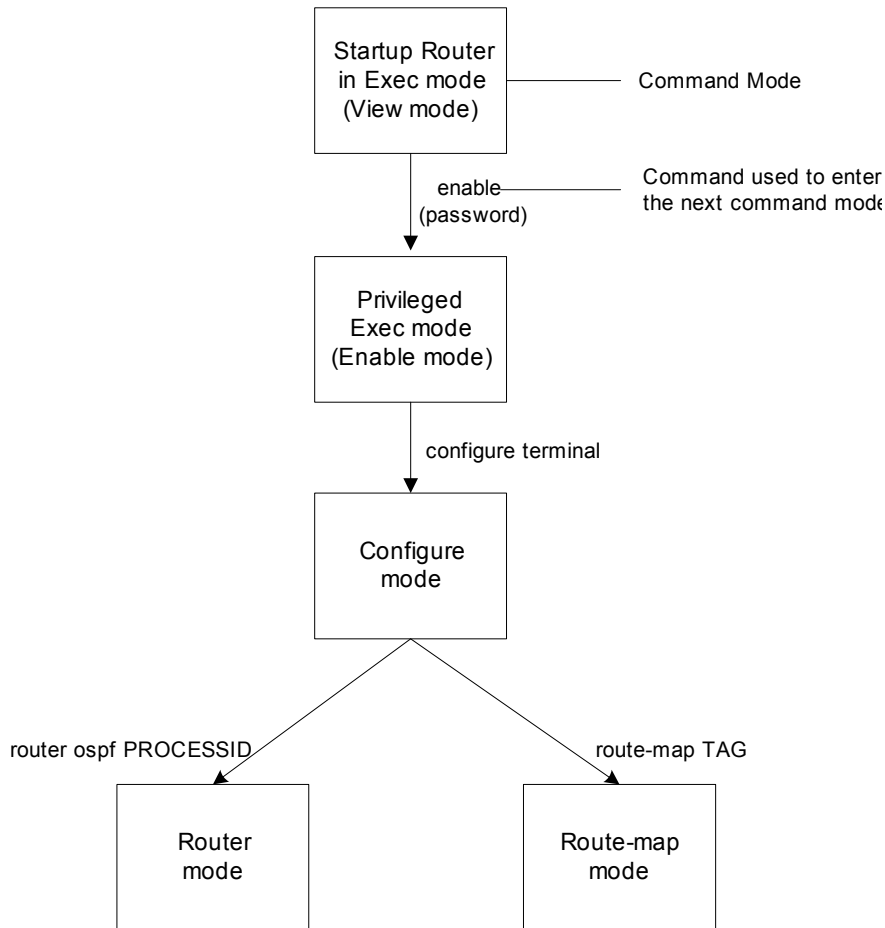 Startup Router
in Exec mode
(View mode)
Command Mode
enable
(password)
Command used to enter
the next command mode
Privileged
Exec mode
(Enable mode)
configure terminal
Configure
mode
router ospf PROCESSID
route-map TAG
Router
mode
Route-map
mode